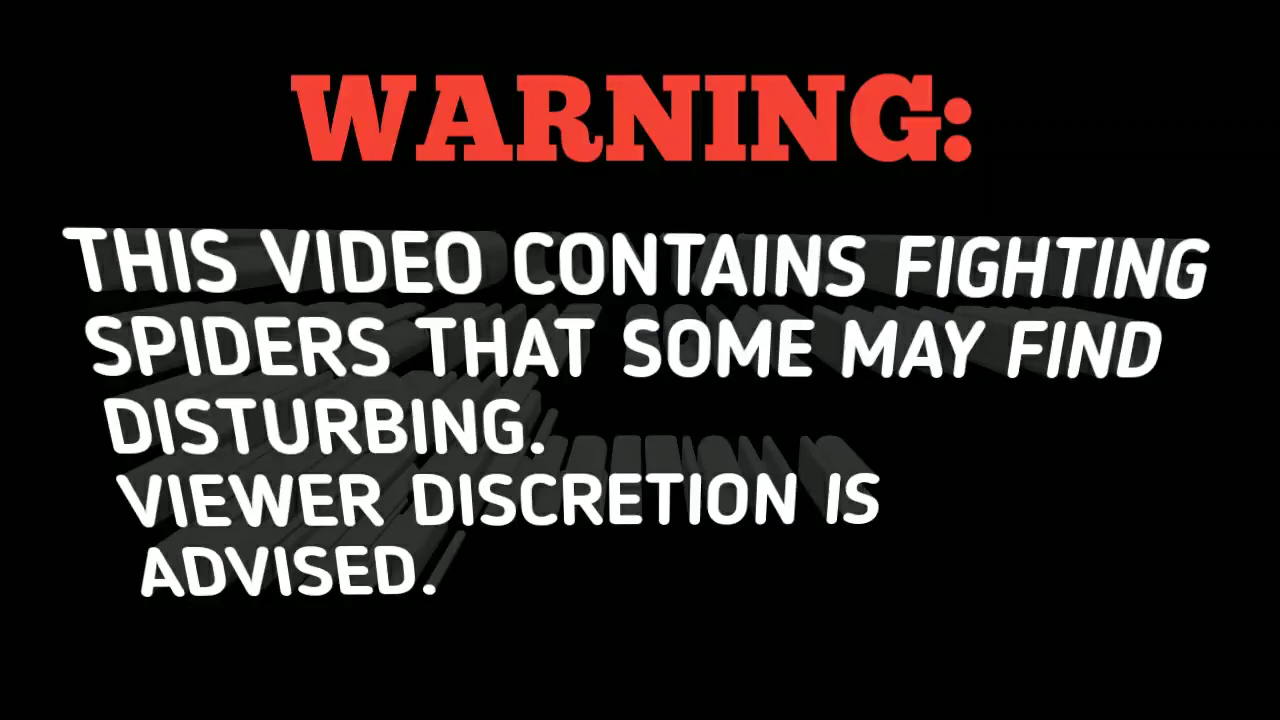 WARNING:
THIS VIDEO CONTAINS FIGHTING
SPIDERS THAT SOME MAY FIND
DISTURBING.
VIEWER DISCRETION IS
ADVISED.